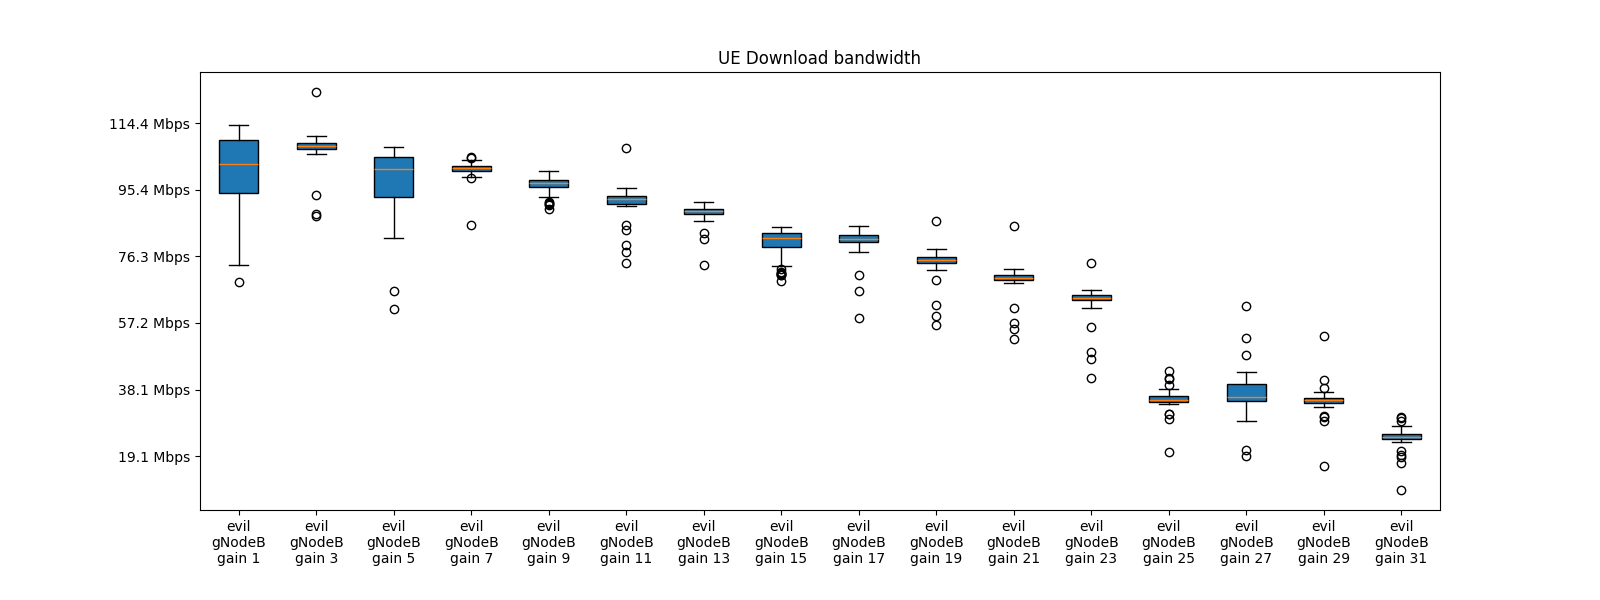 UE Download bandwidth
114.4 Mbps
95.4 Mbps
76.3 Mbps
57.2 Mbps
38.1 Mbps
19.1 Mbps
evil evil evil evil evil evil evil evil evil evil evil evil evil evil evil evil
gNodeB gNodeB gNodeB gNodeB gNodeB gNodeB gNodeB gNodeB gNodeB gNodeB gNodeB gNodeB gNodeB gNodeB gNodeB gNodeB
gain 1 gain 3 gain 5 gain 7 gain 9 gain 11 gain 13 gain 15 gain 17 gain 19 gain 21 gain 23 gain 25 gain 27 gain 29 gain 31